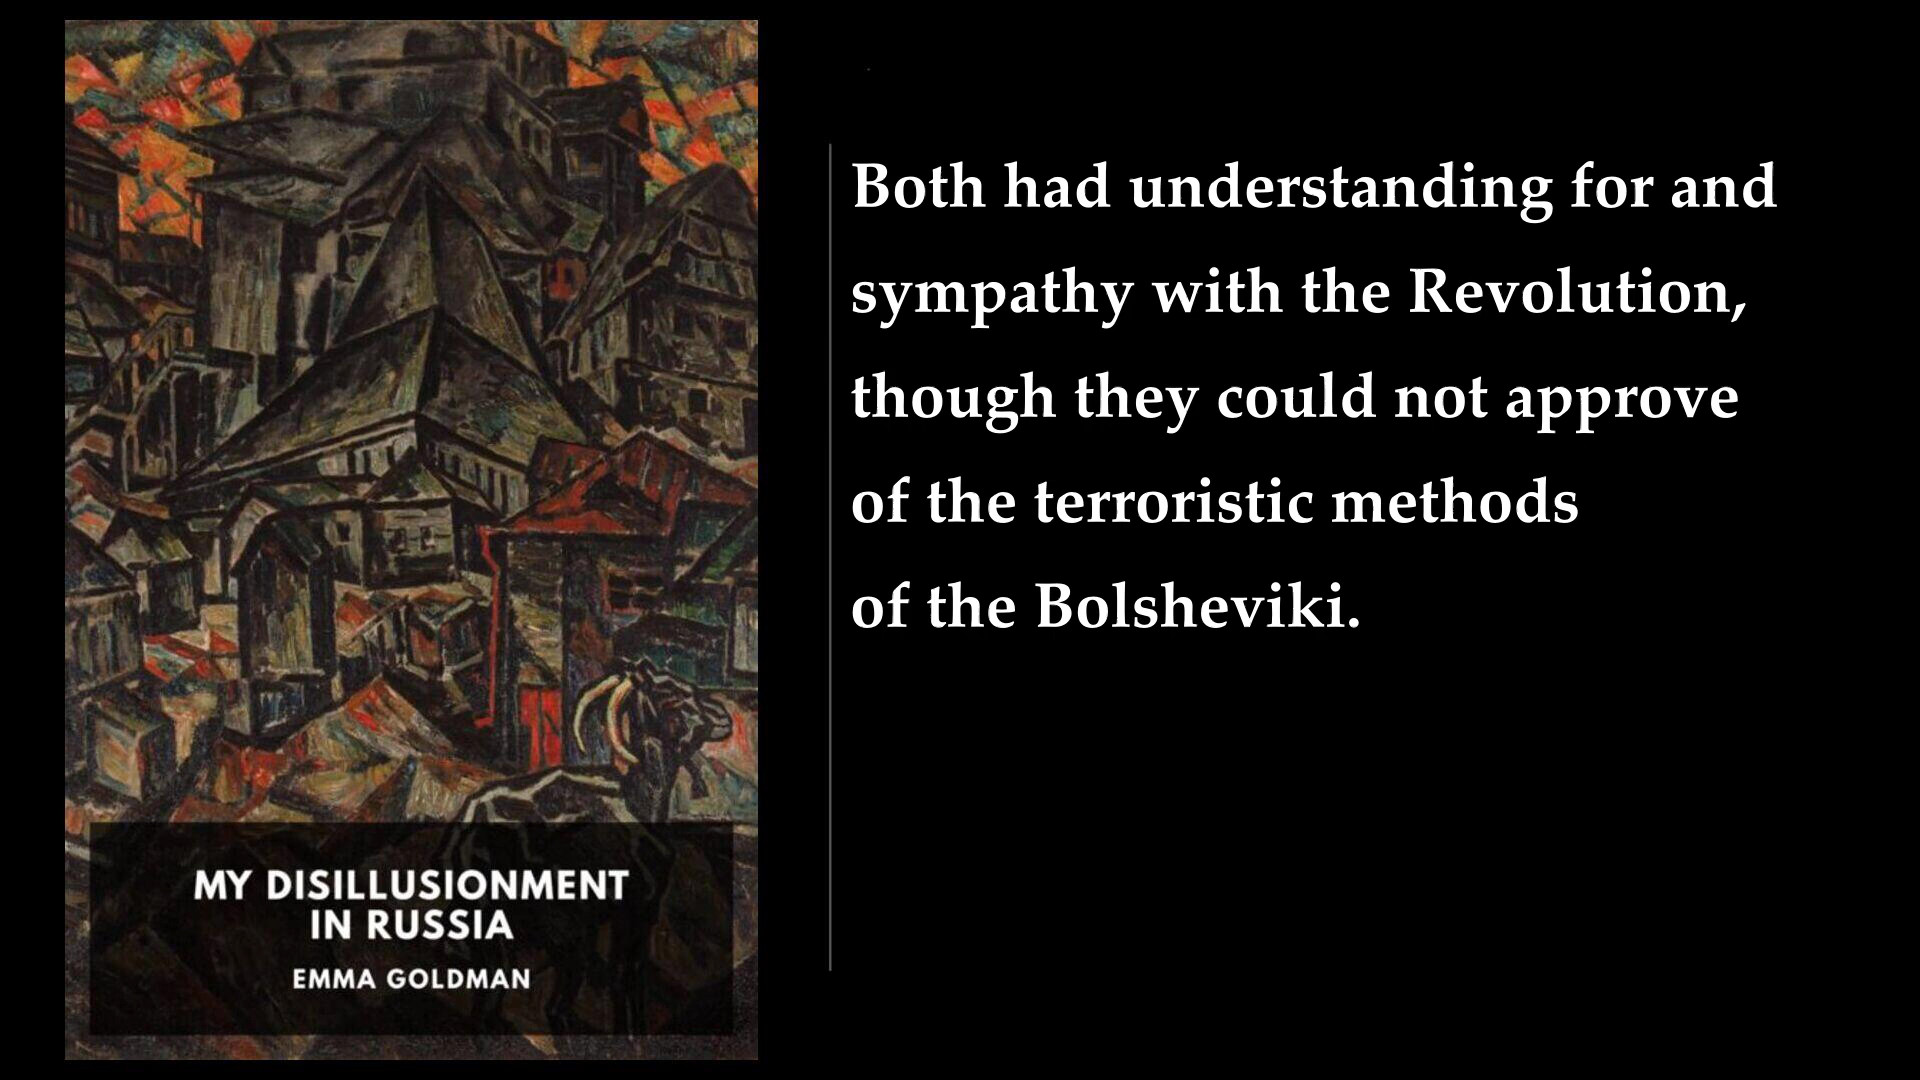 MY DISILLUSIONMENT
IN RUSSIA
EMMA GOLDMAN
Both had understanding for and
sympathy with the Revolution,
though they could not approve
of the terroristic methods
of the Bolsheviki.